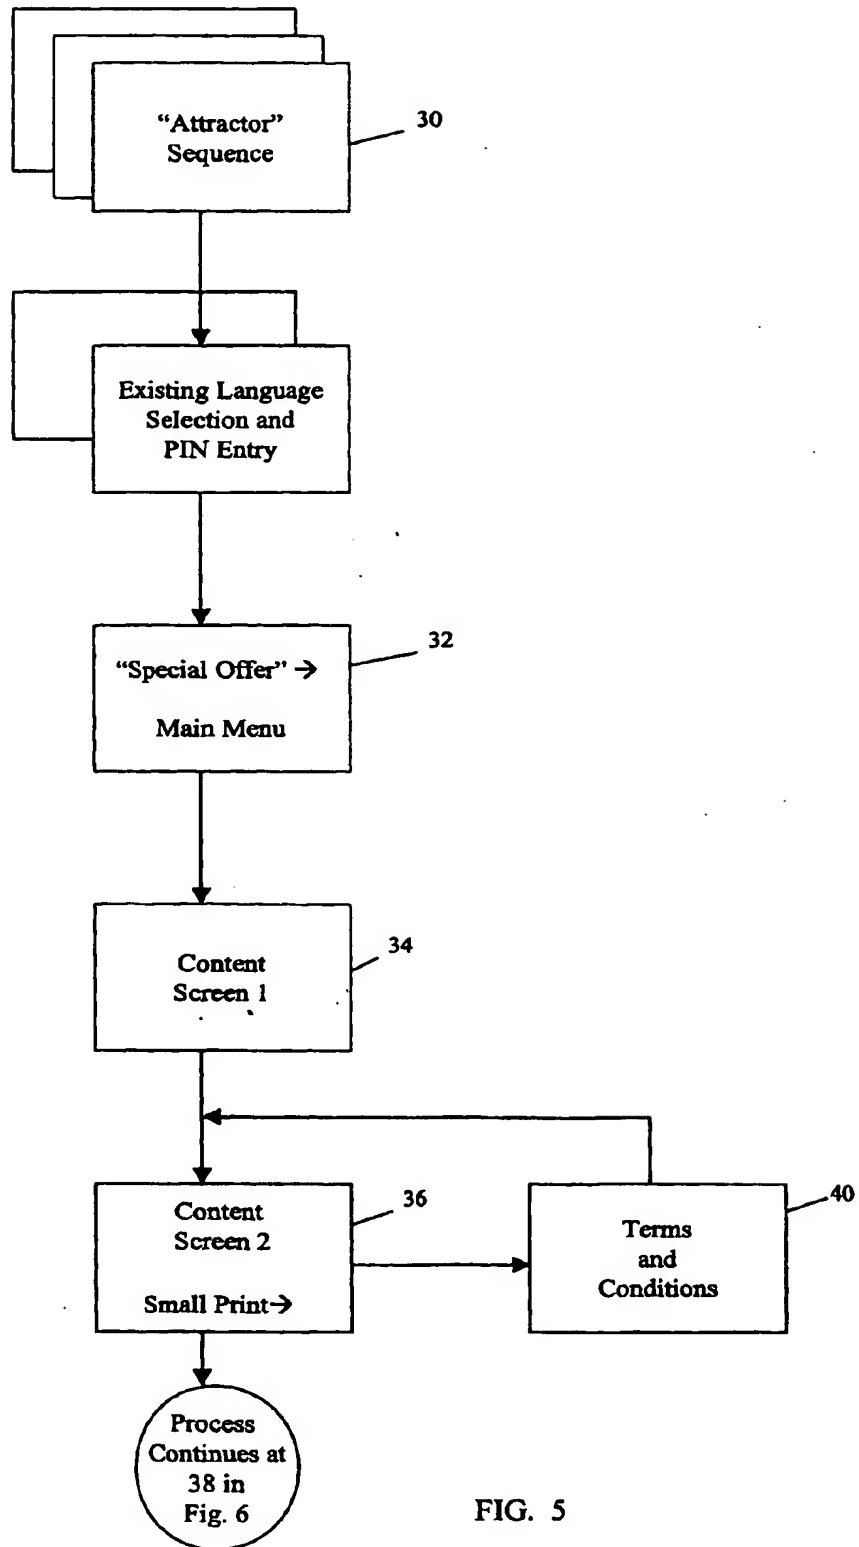 “Attractor”
Sequence
30
Existing Language
Selection and
PIN Entry
“Special Offer” →
Main Menu
32
Content
Screen 1
34
Content
Screen 2
Small Print→
36
Terms
and
Conditions
40
Process
Continues at
38 in
Fig. 6
FIG. 5